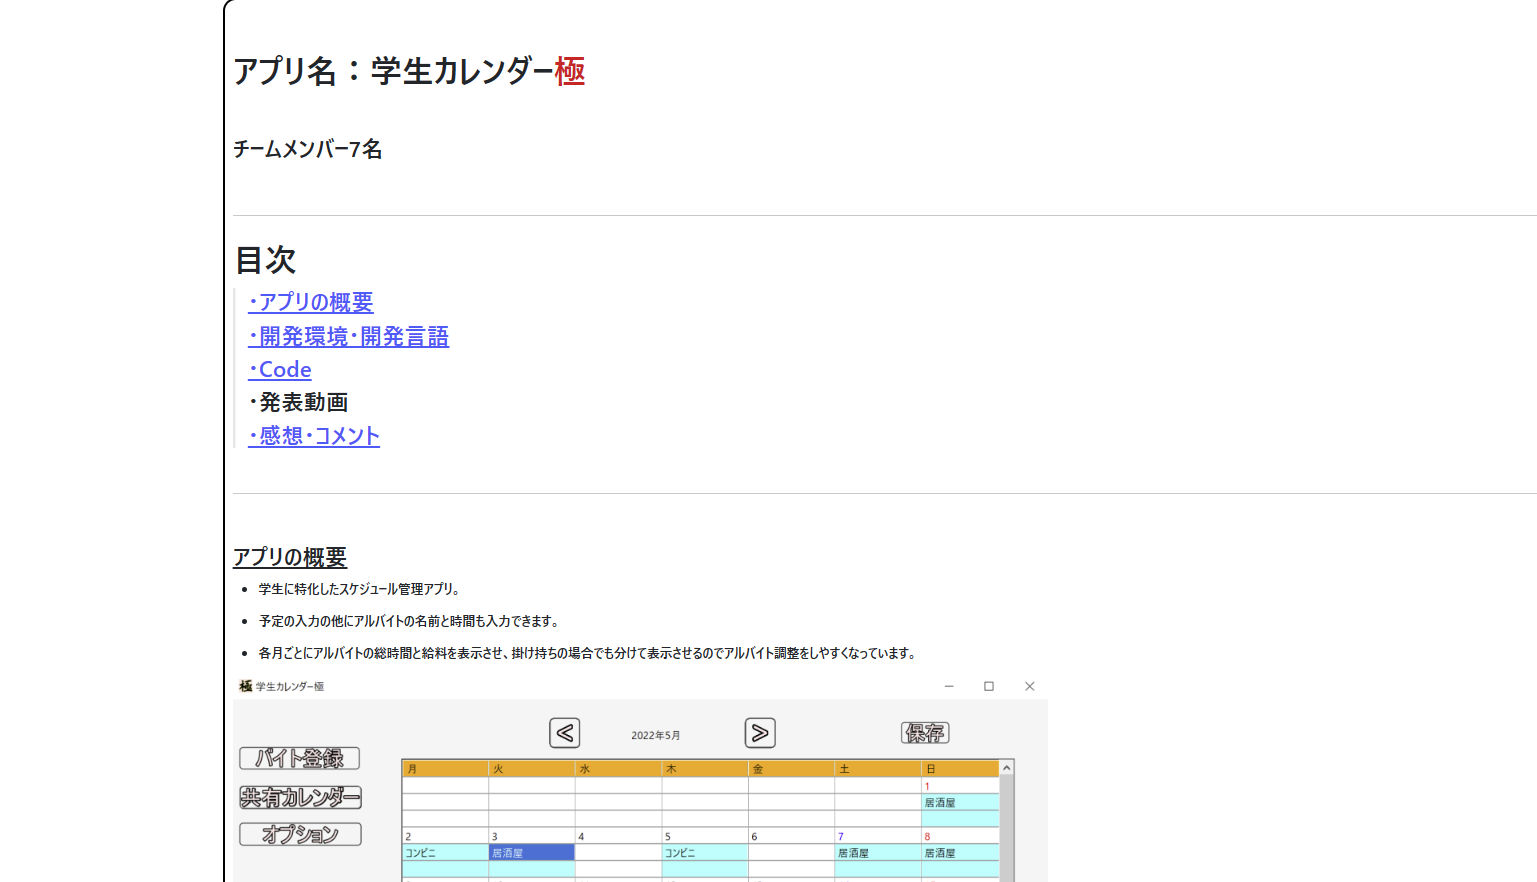 アプリ名：学生カレンダー極
チームメンバー7名
目次
・アプリの概要
・開発環境・開発言語
・Code
・発表動画
・感想・コメント
アプリの概要
学生に特化したスケジュール管理アプリ。
予定の入力の他にアルバイトの名前と時間も入力できます。
各月ごとにアルバイトの総時間と給料を表示させ、掛け持ちの場合でも分けて表示させるのでアルバイト調整をしやすくなっています。
極 学生カレンダー極
< 2022年5月 > 保存
バイト登録
共有カレンダー
オプション
月 火 水 木 金 土 日
1
居酒屋
2 3 4 5 6 7 8
コンビニ 居酒屋 コンビニ 居酒屋 居酒屋